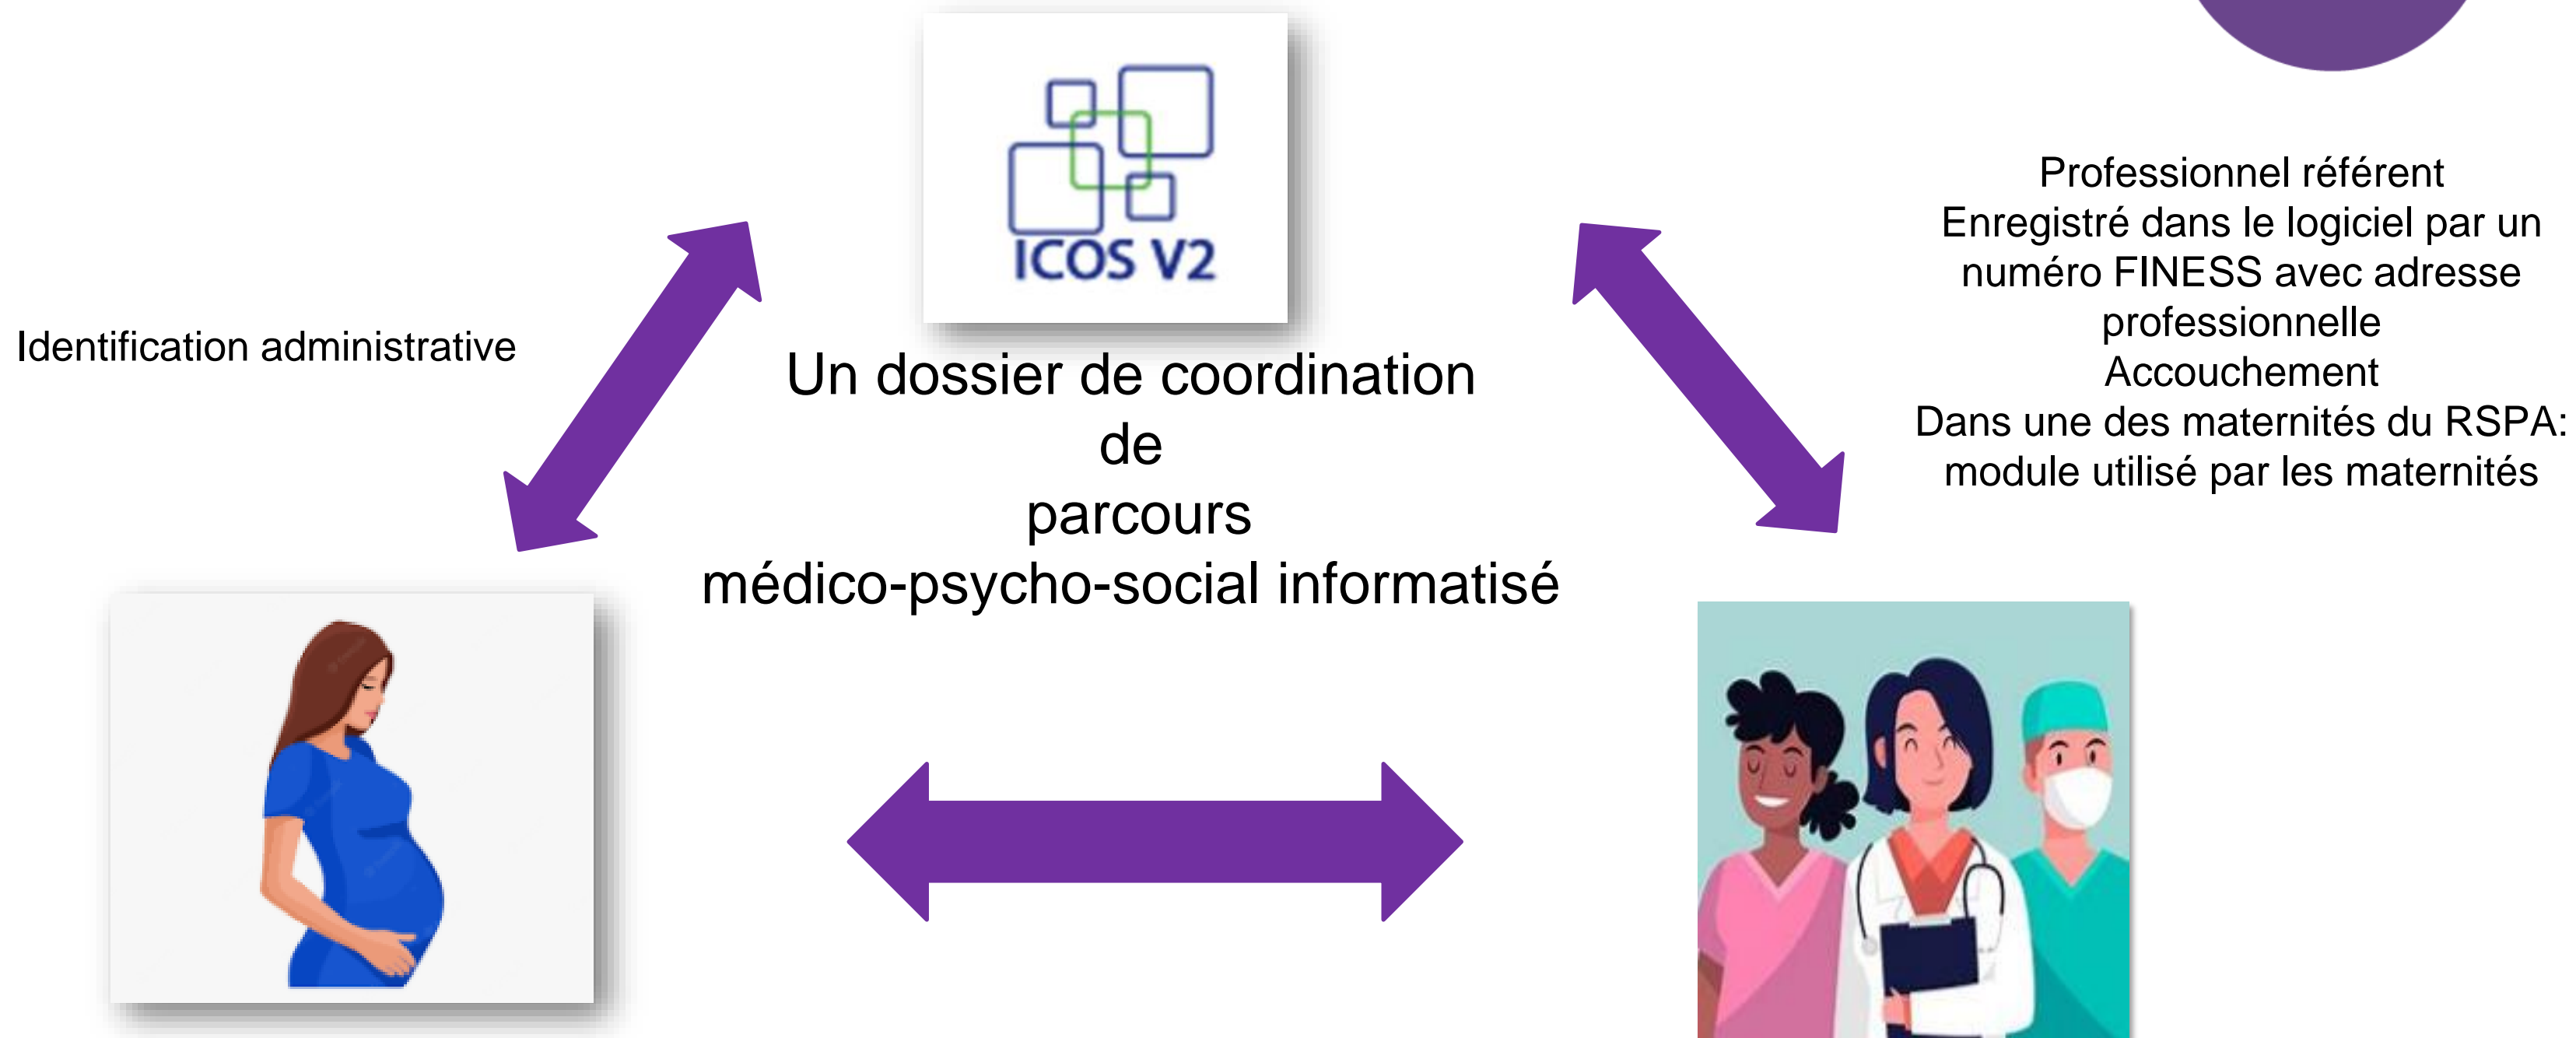 ICOS V2
Identification administrative
Un dossier de coordination
de
parcours
médico-psycho-social informatisé
Professionnel référent
Enregistré dans le logiciel par un
numéro FINESS avec adresse
professionnelle
Accouchement
Dans une des maternités du RSPA:
module utilisé par les maternités